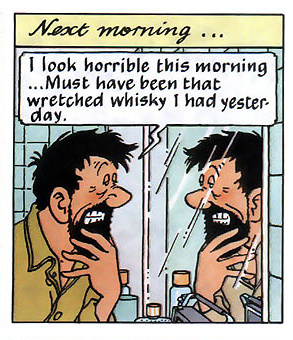 Next morning ...
I look horrible this morning
...Must have been that
wretched whisky I had yester-
day.